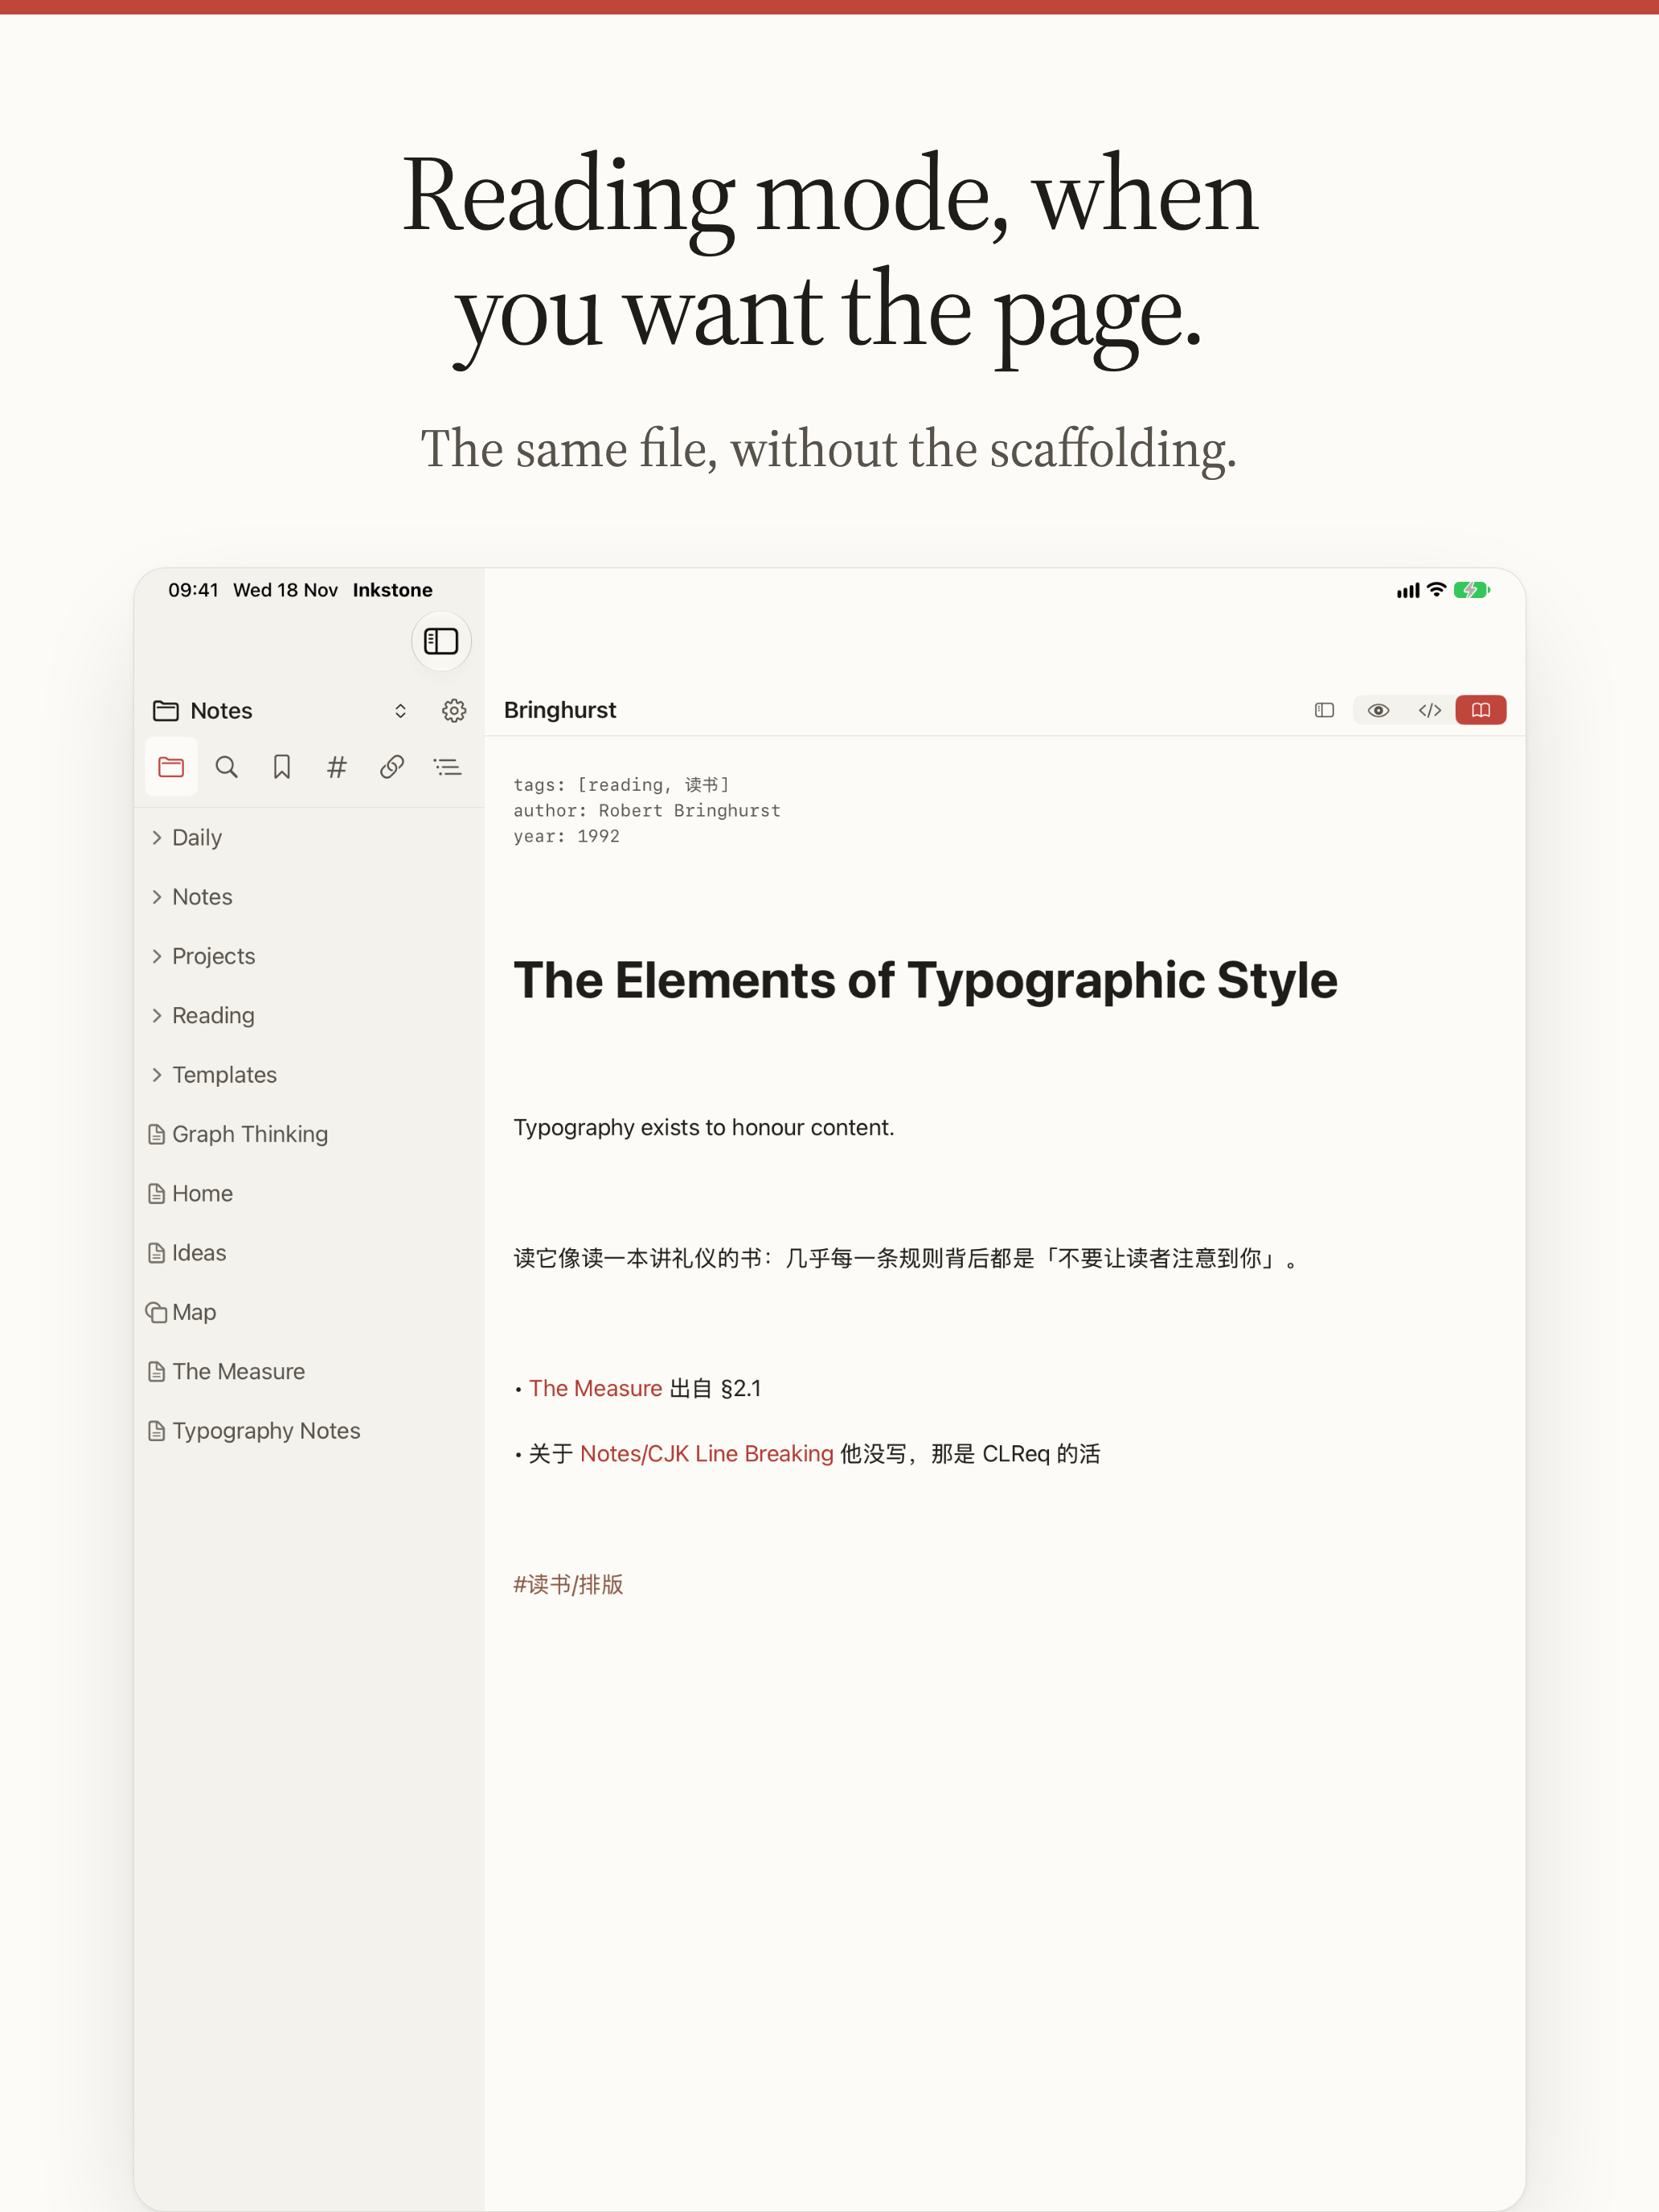 Reading mode, when
you want the page.
The same file, without the scaffolding.
09:41 Wed 18 Nov Inkstone
Notes
Bringhurst
Daily
Notes
Projects
Reading
Templates
Graph Thinking
Home
Ideas
Map
The Measure
Typography Notes
tags: [reading, 读书]
author: Robert Bringhurst
year: 1992
The Elements of Typographic Style
Typography exists to honour content.
读它像读一本讲礼仪的书：几乎每一条规则背后都是「不要让读者注意到你」。
• The Measure 出自 §2.1
• 关于 Notes/CJK Line Breaking 他没写，那是 CLReq 的活
#读书/排版